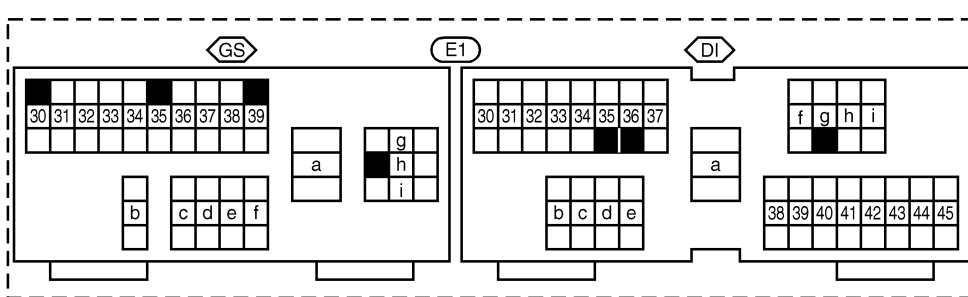 GS E1 DI
30 31 32 33 34 35 36 37 38 39
a
g
h
i
b
c d e f
30 31 32 33 34 35 36 37
a
f g h i
b c d e
38 39 40 41 42 43 44 45